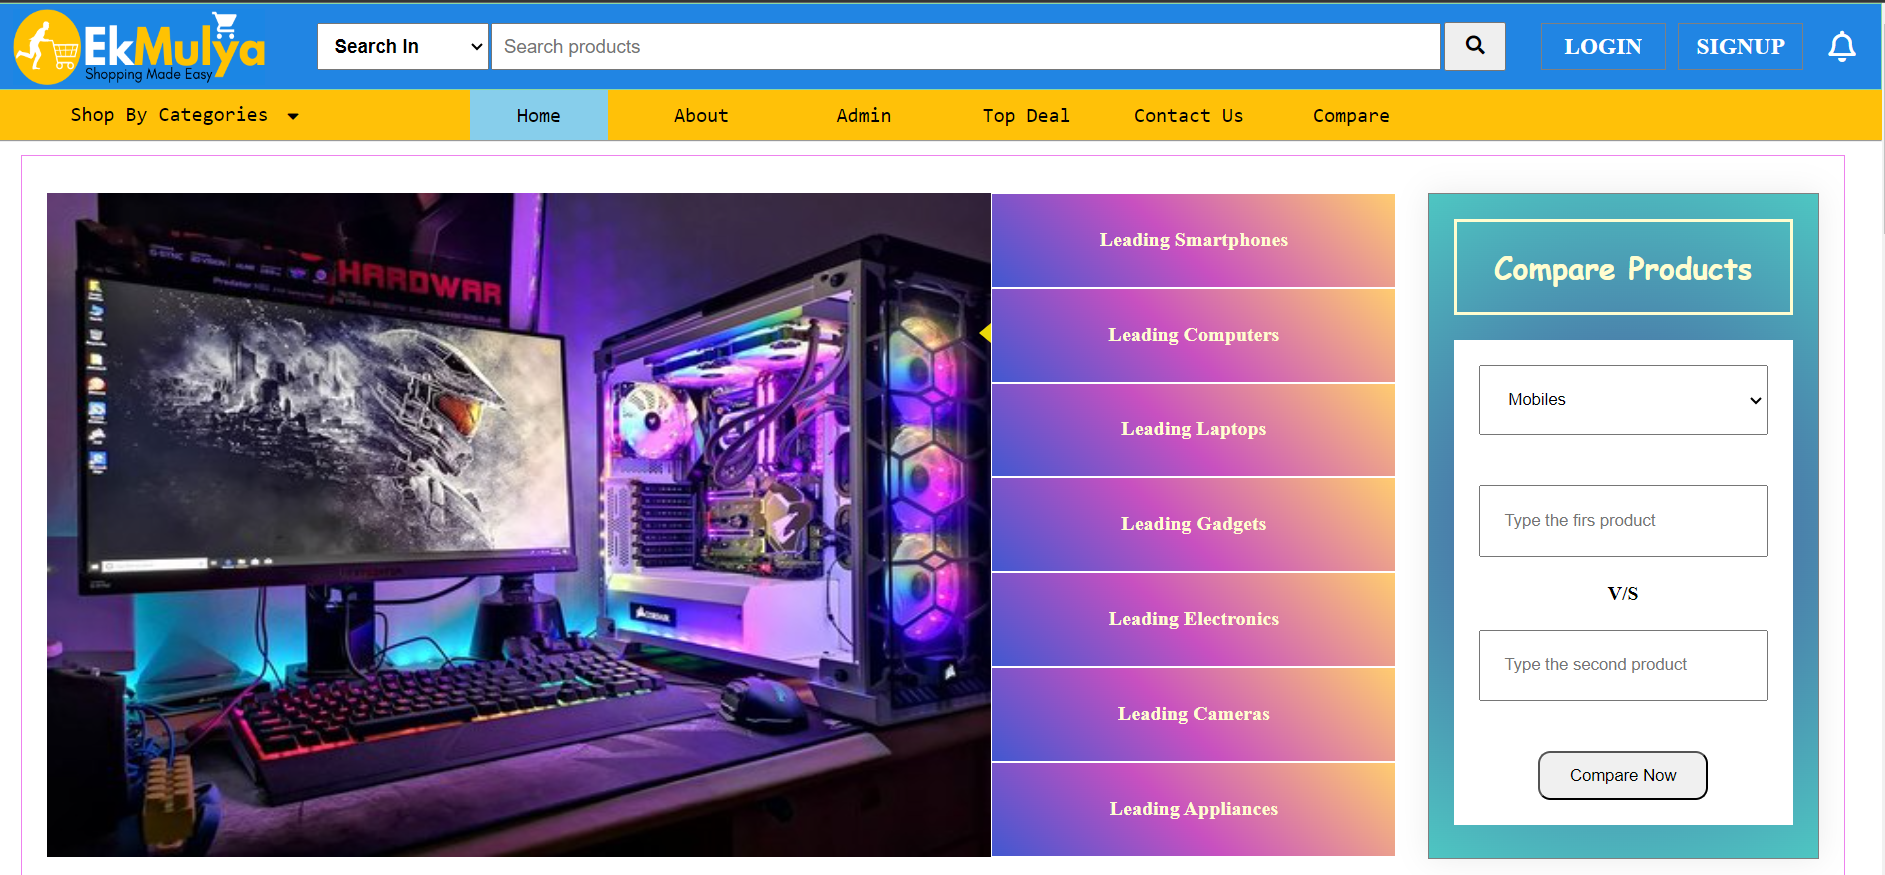 EkMulya
Shopping Made Easy
Search In
Search products
LOGIN
SIGNUP
Shop By Categories
Home
About
Admin
Top Deal
Contact Us
Compare
HARDWAR
Leading Smartphones
Leading Computers
Leading Laptops
Leading Gadgets
Leading Electronics
Leading Cameras
Leading Appliances
Compare Products
Mobiles
Type the firs product
V/S
Type the second product
Compare Now